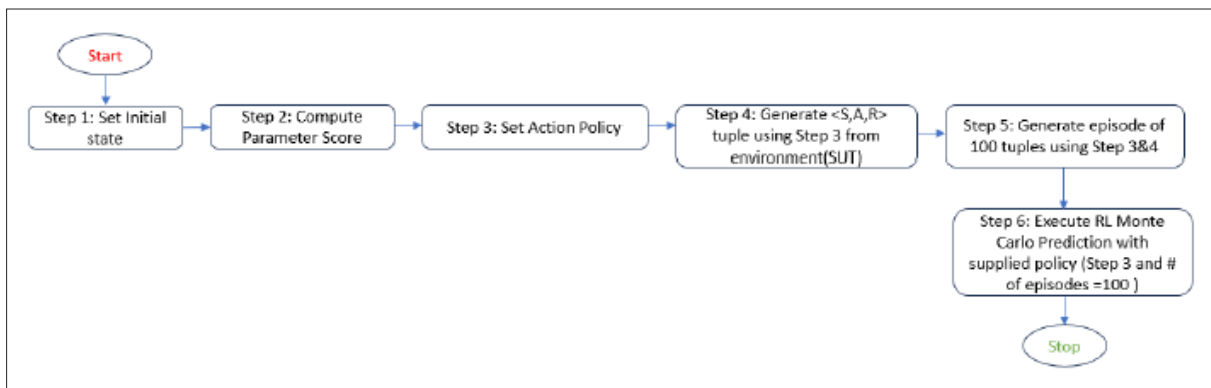 Start
Step 1: Set Initial
state
Step 2: Compute
Parameter Score
Step 3: Set Action Policy
Step 4: Generate <S,A,R>
tuple using Step 3 from
environment(SUT)
Step 5: Generate episode of
100 tuples using Step 3&4
Step 6: Execute RL Monte
Carlo Prediction with
supplied policy (Step 3 and #
of episodes =100 )
Stop